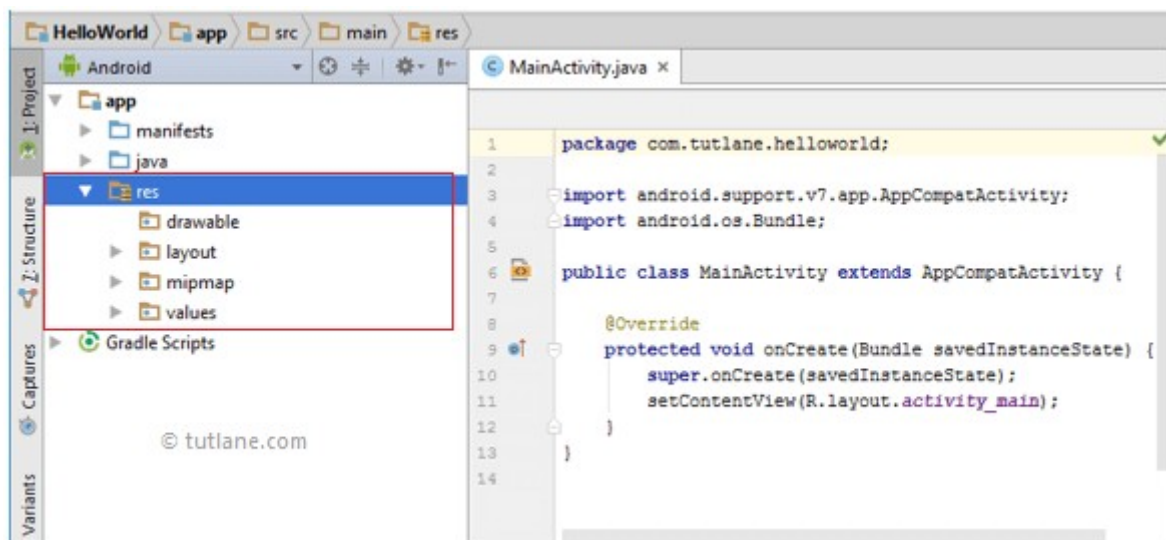 HelloWorld app src main res
1: Project
Android
app
manifests
java
res
drawable
layout
mipmap
values
Gradle Scripts
Z: Structure
Captures
Variants
© tutlane.com
MainActivity.java ×
1 package com.tutlane.helloworld;
2
3 import android.support.v7.app.AppCompatActivity;
4 import android.os.Bundle;
5
6 public class MainActivity extends AppCompatActivity {
7
8 @Override
9 protected void onCreate(Bundle savedInstanceState) {
10 super.onCreate(savedInstanceState);
11 setContentView(R.layout.activity_main);
12 }
13 }
14